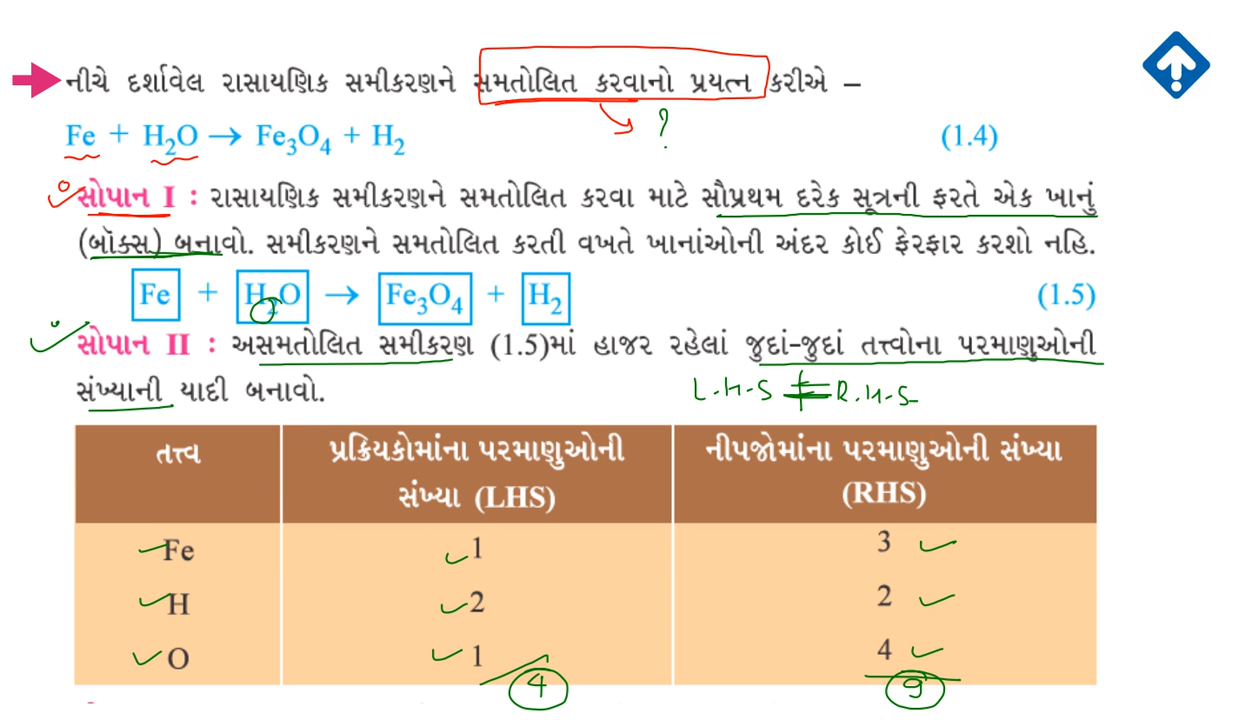 નીચે દર્શાવેલ રાસાયણિક સમીકરણને સમતોલિત કરવાનો પ્રયત્ન કરીએ –
?
Fe + H₂O → Fe₃O₄ + H₂ (1.4)
સોપાન I : રાસાયણિક સમીકરણને સમતોલિત કરવા માટે સૌપ્રથમ દરેક સૂત્રની ફરતે એક ખાનું
(બૉક્સ) બનાવો. સમીકરણને સમતોલિત કરતી વખતે ખાનાંઓની અંદર કોઈ ફેરફાર કરશો નહિ.
Fe + H₂O → Fe₃O₄ + H₂ (1.5)
સોપાન II : અસમતોલિત સમીકરણ (1.5)માં હાજર રહેલાં જુદાં-જુદાં તત્ત્વોના પરમાણુઓની
સંખ્યાની યાદી બનાવો.
L.H.S ≠ R.H.S
તત્ત્વ પ્રક્રિયકોમાંના પરમાણુઓની નીપજોમાંના પરમાણુઓની સંખ્યા
સંખ્યા (LHS) (RHS)
Fe 1 3
H 2 2
O 1 4
4 9